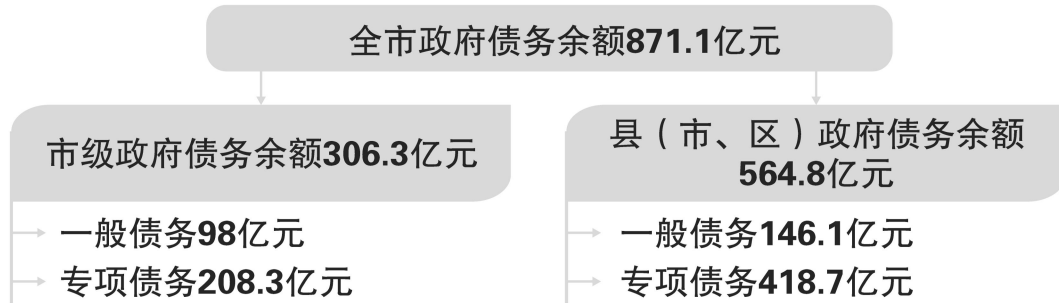 全市政府债务余额871.1亿元
市级政府债务余额306.3亿元
县（市、区）政府债务余额
564.8亿元
一般债务98亿元
专项债务208.3亿元
一般债务146.1亿元
专项债务418.7亿元